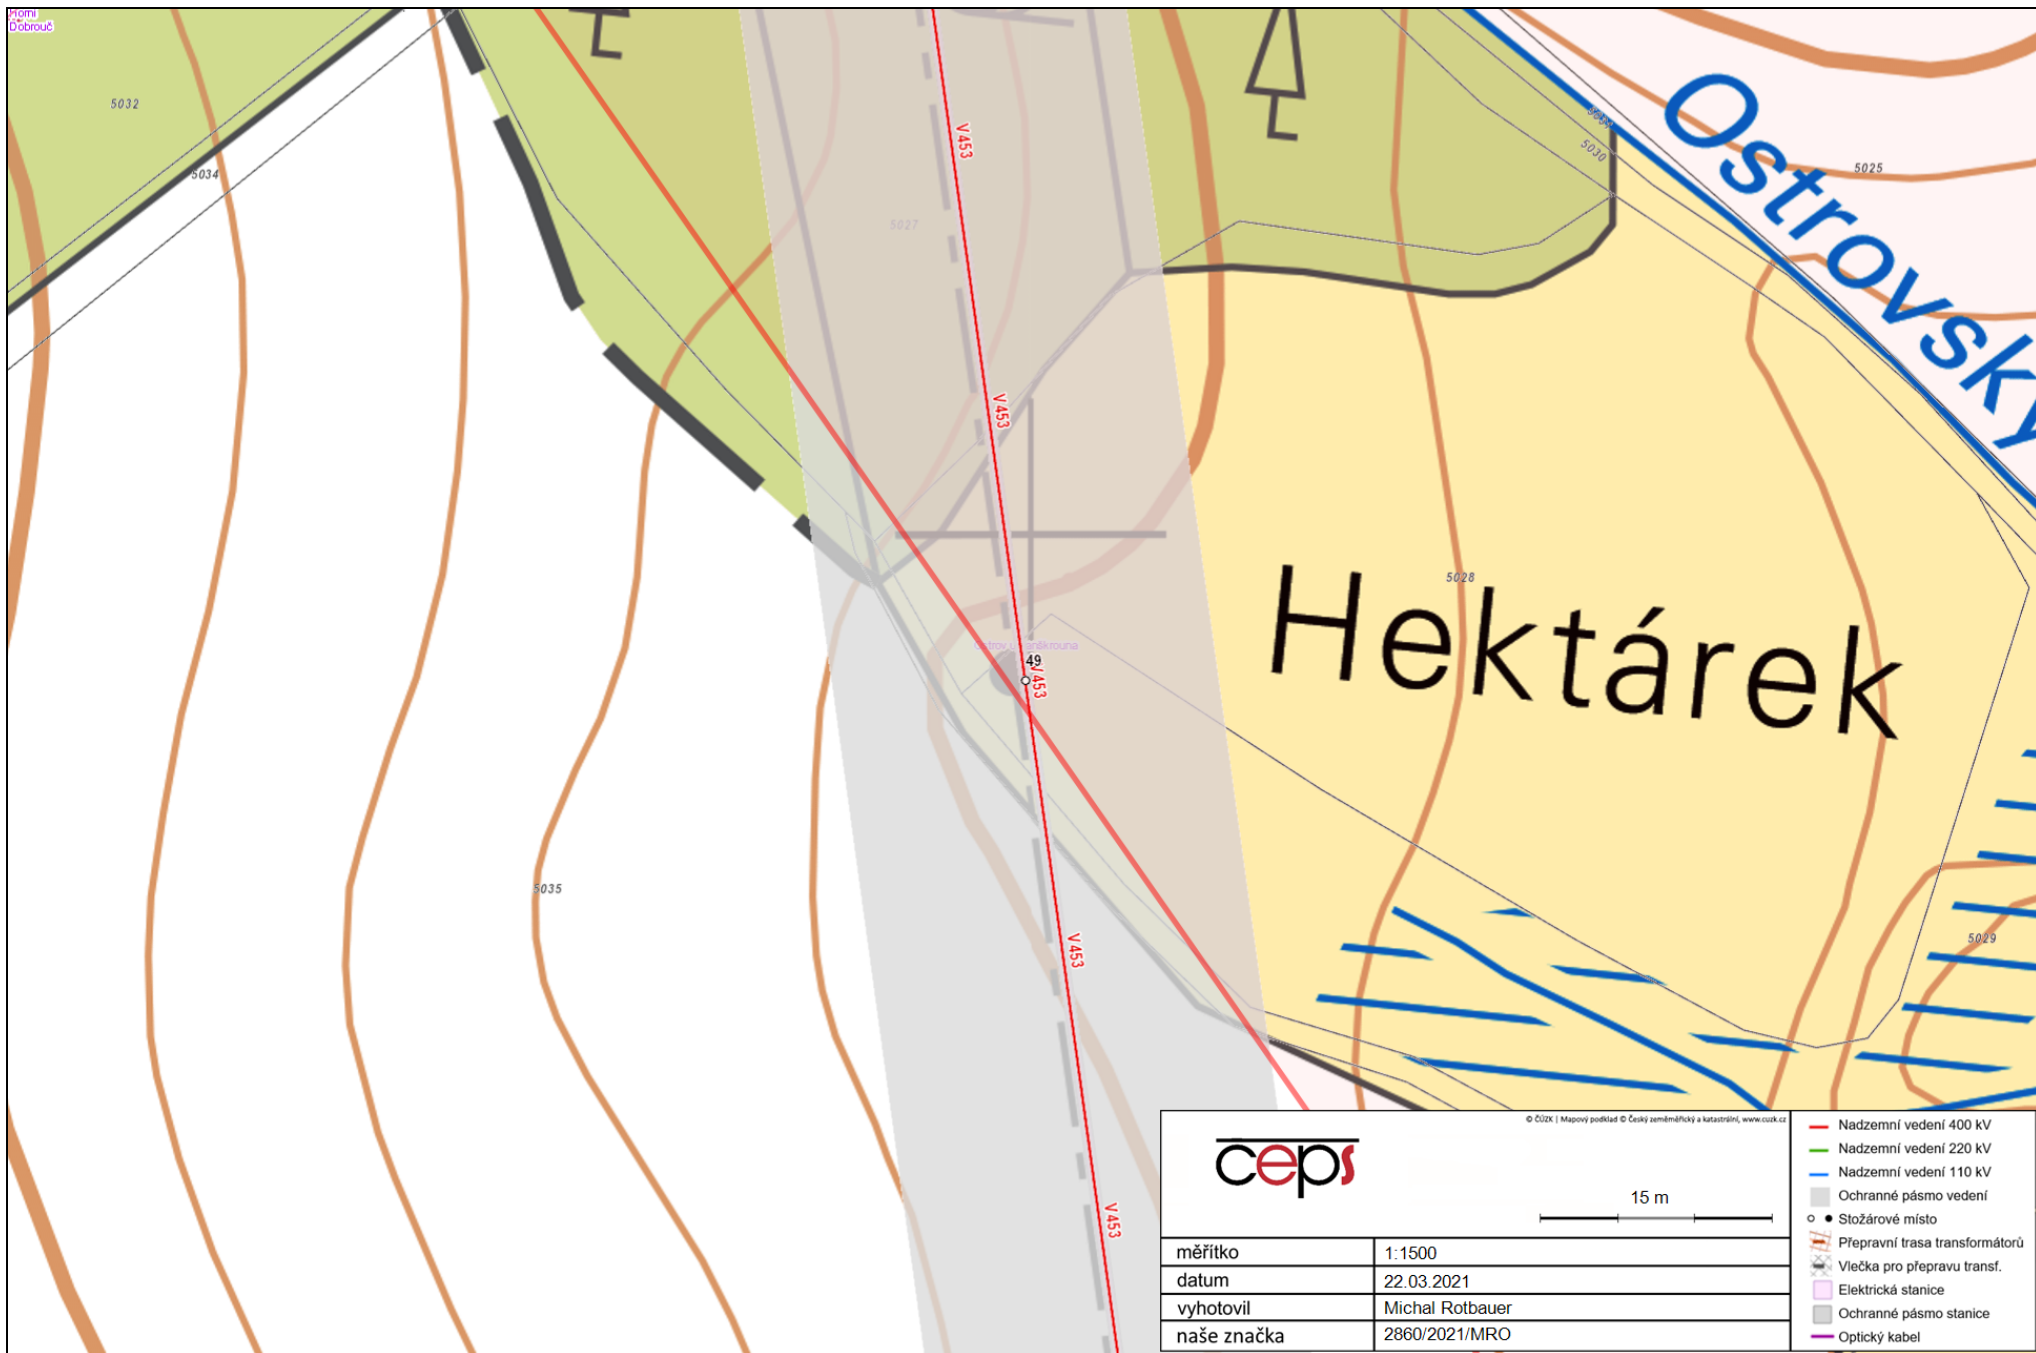 Horní
Dobrouč
5032
5034
V453
5027
5031
5030
5025
Ostrovský
V453
5028
Hektárek
49
V453
5035
V453
5029
V453
© ČÚZK | Mapový podklad © Český zeměměřický a katastrální, www.cuzk.cz
ceps
15 m
měřítko 1:1500
datum 22.03.2021
vyhotovil Michal Rotbauer
naše značka 2860/2021/MRO
Nadzemní vedení 400 kV
Nadzemní vedení 220 kV
Nadzemní vedení 110 kV
Ochranné pásmo vedení
Stožárové místo
Přepravní trasa transformátorů
Vlečka pro přepravu transf.
Elektrická stanice
Ochranné pásmo stanice
Optický kabel